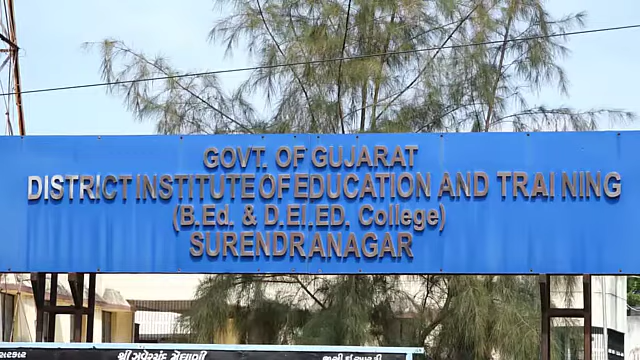 GOVT. OF GUJARAT
DISTRICT INSTITUTE OF EDUCATION AND TRAINING
(B.Ed. & D.El.ED. College)
SURENDRANAGAR